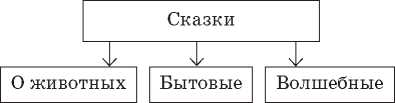 Сказки
О животных
Бытовые
Волшебные